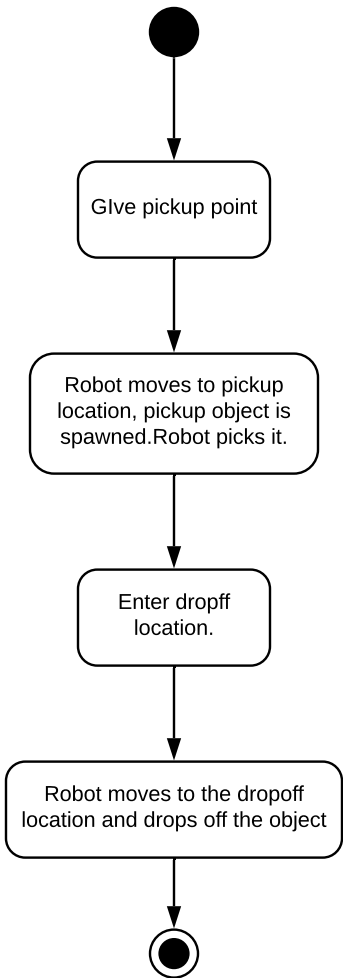 GIve pickup point
Robot moves to pickup
location, pickup object is
spawned.Robot picks it.
Enter dropff
location.
Robot moves to the dropoff
location and drops off the object